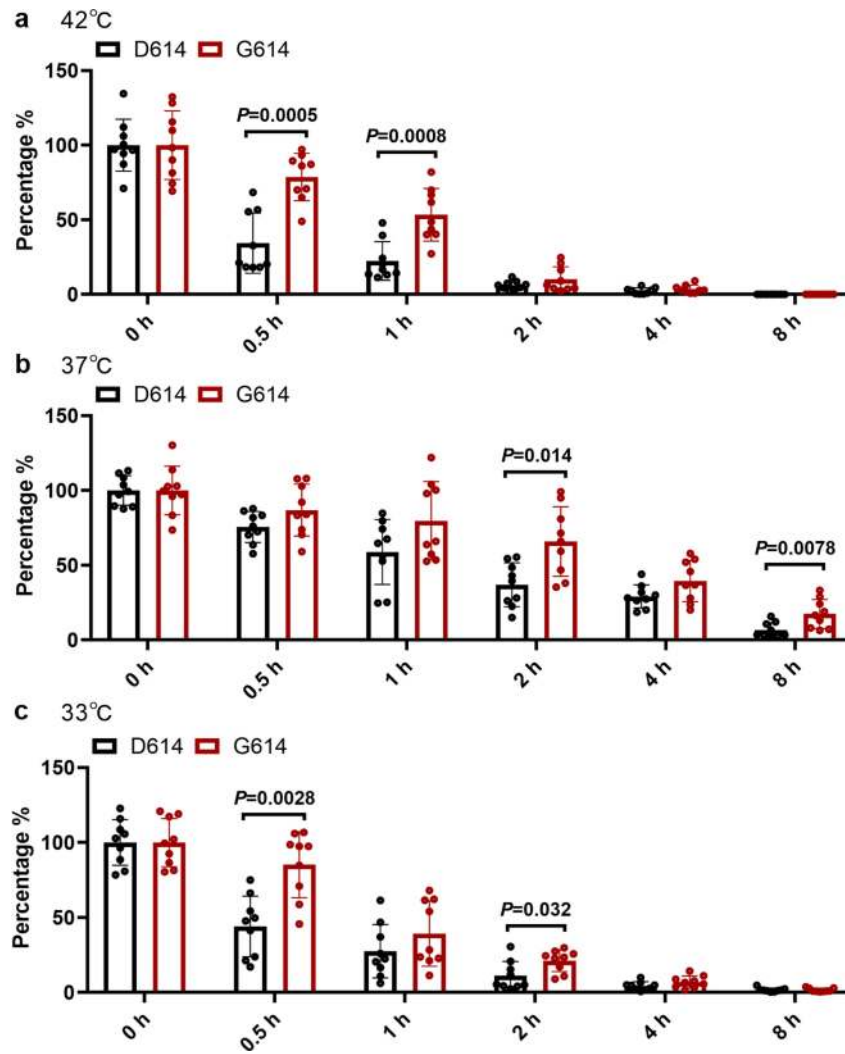 a 42°C
D614 G614
150
100
50
0
Percentage %
P=0.0005
P=0.0008
0 h 0.5 h 1 h 2 h 4 h 8 h
b 37°C
D614 G614
150
100
50
0
Percentage %
P=0.014
P=0.0078
0 h 0.5 h 1 h 2 h 4 h 8 h
c 33°C
D614 G614
150
100
50
0
Percentage %
P=0.0028
P=0.032
0 h 0.5 h 1 h 2 h 4 h 8 h